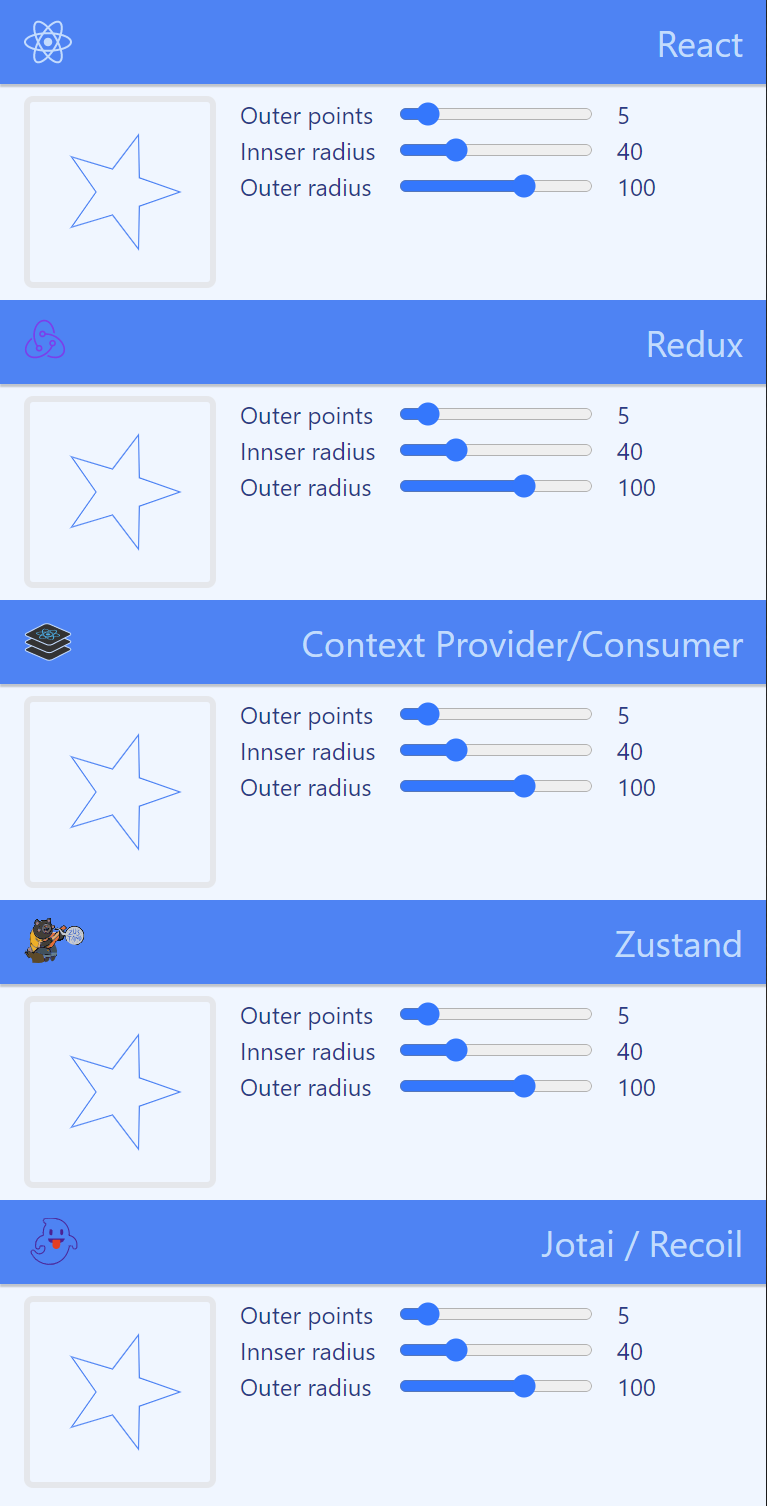 React
Outer points 5
Innser radius 40
Outer radius 100
Redux
Outer points 5
Innser radius 40
Outer radius 100
Context Provider/Consumer
Outer points 5
Innser radius 40
Outer radius 100
Zustand
Outer points 5
Innser radius 40
Outer radius 100
Jotai / Recoil
Outer points 5
Innser radius 40
Outer radius 100